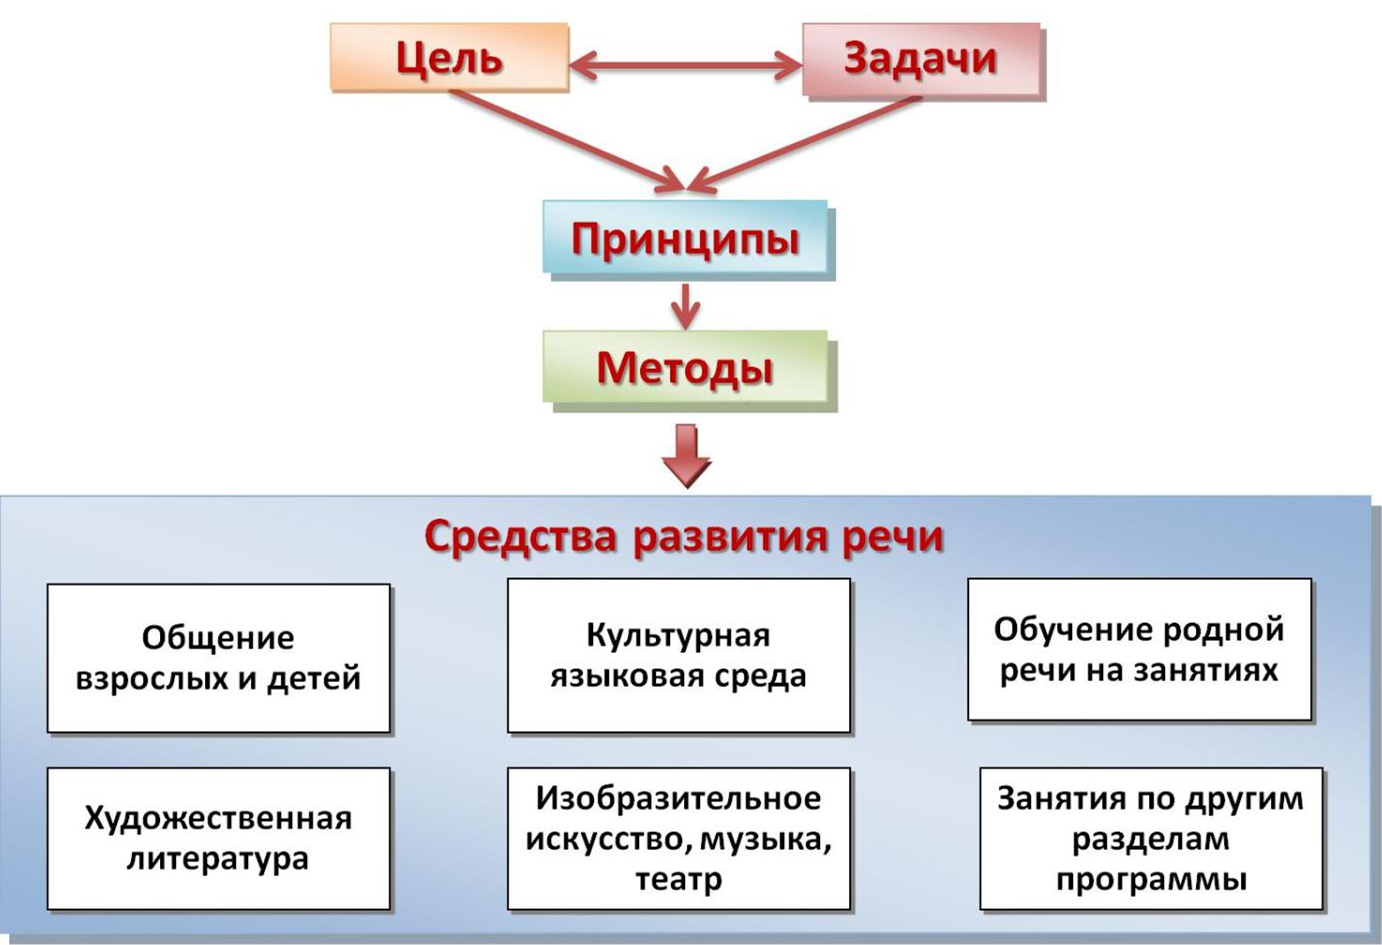 Цель
Задачи
Принципы
Методы
Средства развития речи
Общение
взрослых и детей
Культурная
языковая среда
Обучение родной
речи на занятиях
Художественная
литература
Изобразительное
искусство, музыка,
театр
Занятия по другим
разделам
программы